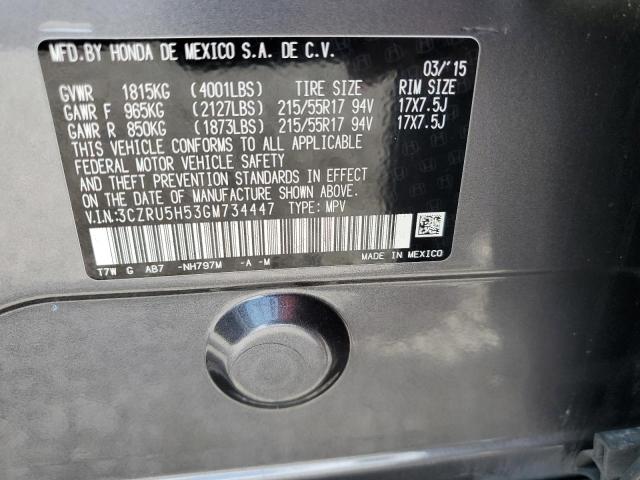 MFD.BY HONDA DE MEXICO S.A. DE C.V.
03/'15
GVWR 1815KG (4001LBS) TIRE SIZE RIM SIZE
GAWR F 965KG (2127LBS) 215/55R17 94V 17X7.5J
GAWR R 850KG (1873LBS) 215/55R17 94V 17X7.5J
THIS VEHICLE CONFORMS TO ALL APPLICABLE
FEDERAL MOTOR VEHICLE SAFETY
AND THEFT PREVENTION STANDARDS IN EFFECT
ON THE DATE OF MANUFACTURE SHOWN ABOVE.
V.I.N:3CZRU5H53GM734447 TYPE: MPV
T7W G AB7 -NH797M -A -M MADE IN MEXICO